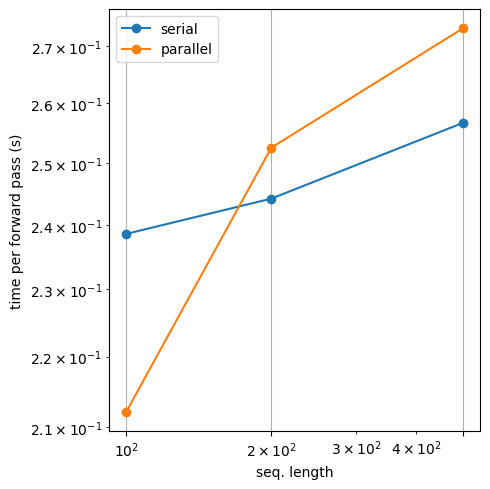 serial
parallel
time per forward pass (s)
2.7 × 10⁻¹
2.6 × 10⁻¹
2.5 × 10⁻¹
2.4 × 10⁻¹
2.3 × 10⁻¹
2.2 × 10⁻¹
2.1 × 10⁻¹
10² 2 × 10² 3 × 10² 4 × 10²
seq. length